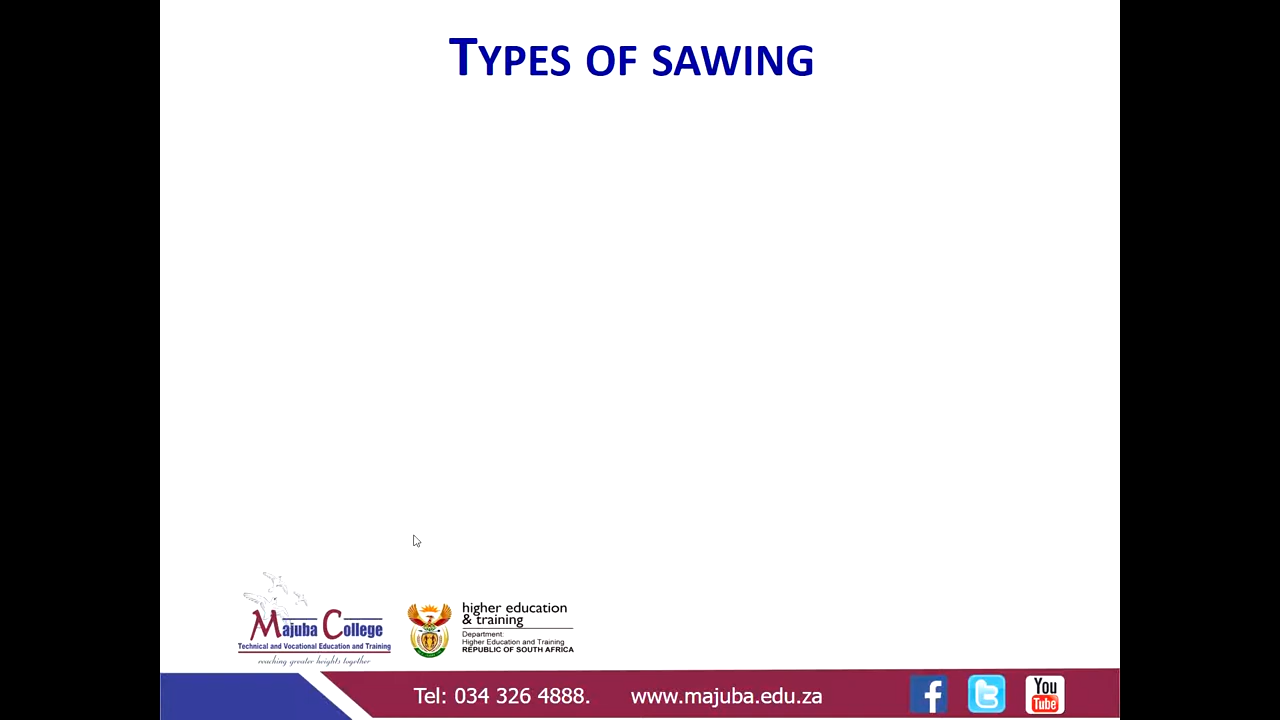 TYPES OF SAWING
Majuba College
Technical and Vocational Education and Training
reaching greater heights together
higher education
& training
Department:
Higher Education and Training
REPUBLIC OF SOUTH AFRICA
Tel: 034 326 4888. www.majuba.edu.za
You
Tube